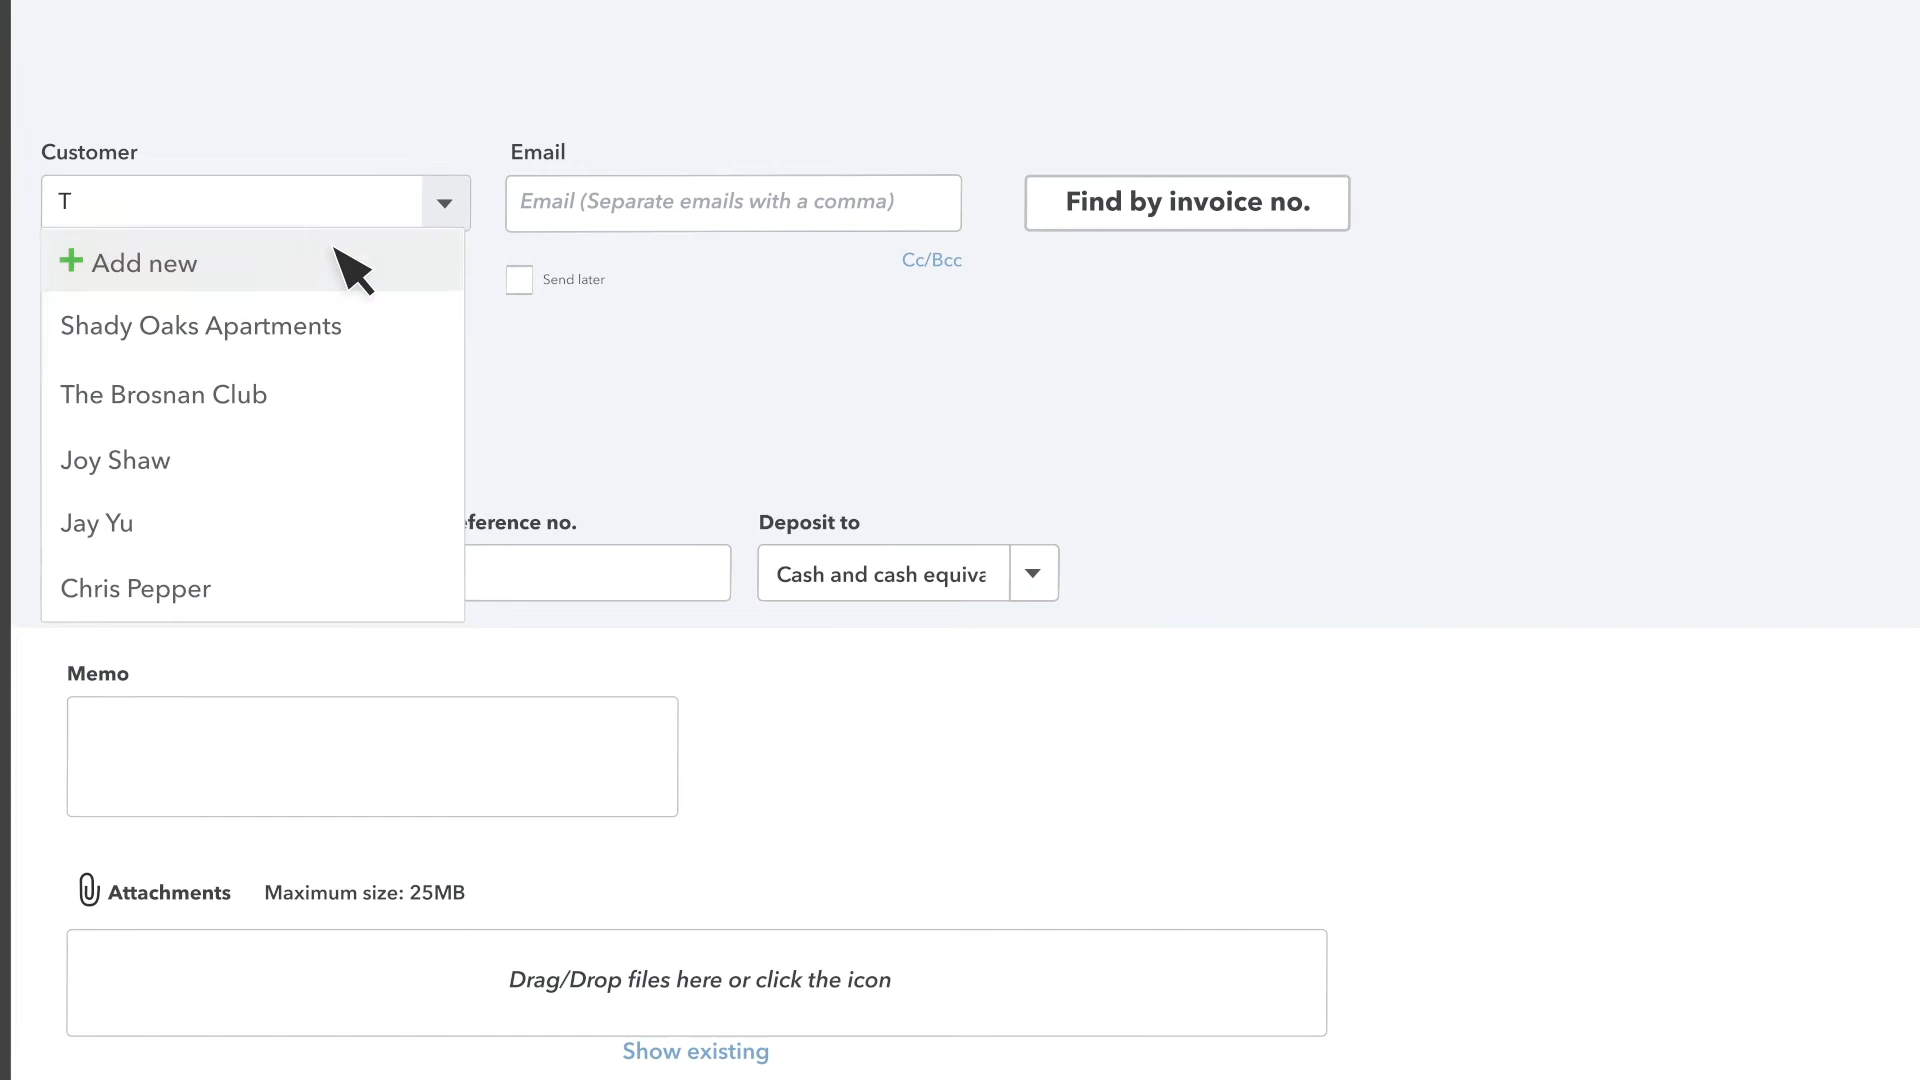 Customer
Email
T
Email (Separate emails with a comma)
Find by invoice no.
Add new
Cc/Bcc
Send later
Shady Oaks Apartments
The Brosnan Club
Joy Shaw
Jay Yu
ference no.
Deposit to
Cash and cash equiva
Chris Pepper
Memo
Attachments Maximum size: 25MB
Drag/Drop files here or click the icon
Show existing